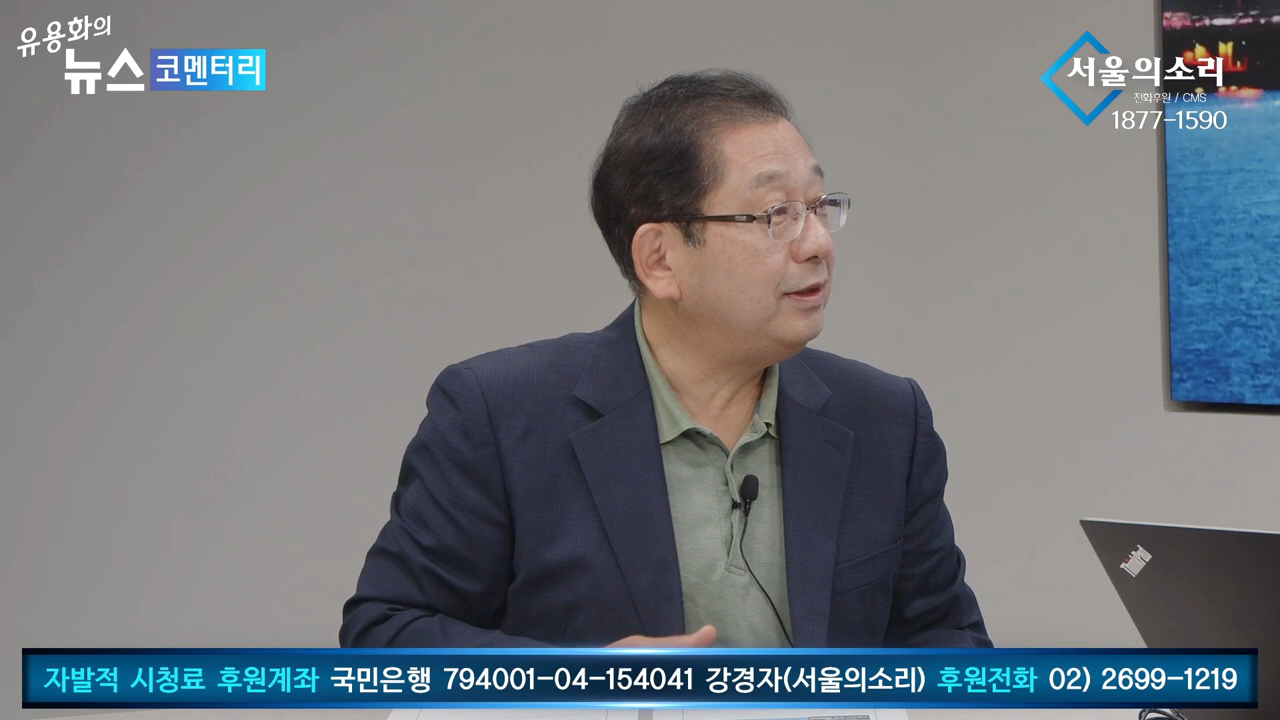 유용화의
뉴스 코멘터리
서울의소리
전화후원 / CMS
1877-1590
ThinkPad
자발적 시청료 후원계좌 국민은행 794001-04-154041 강경자(서울의소리) 후원전화 02) 2699-1219